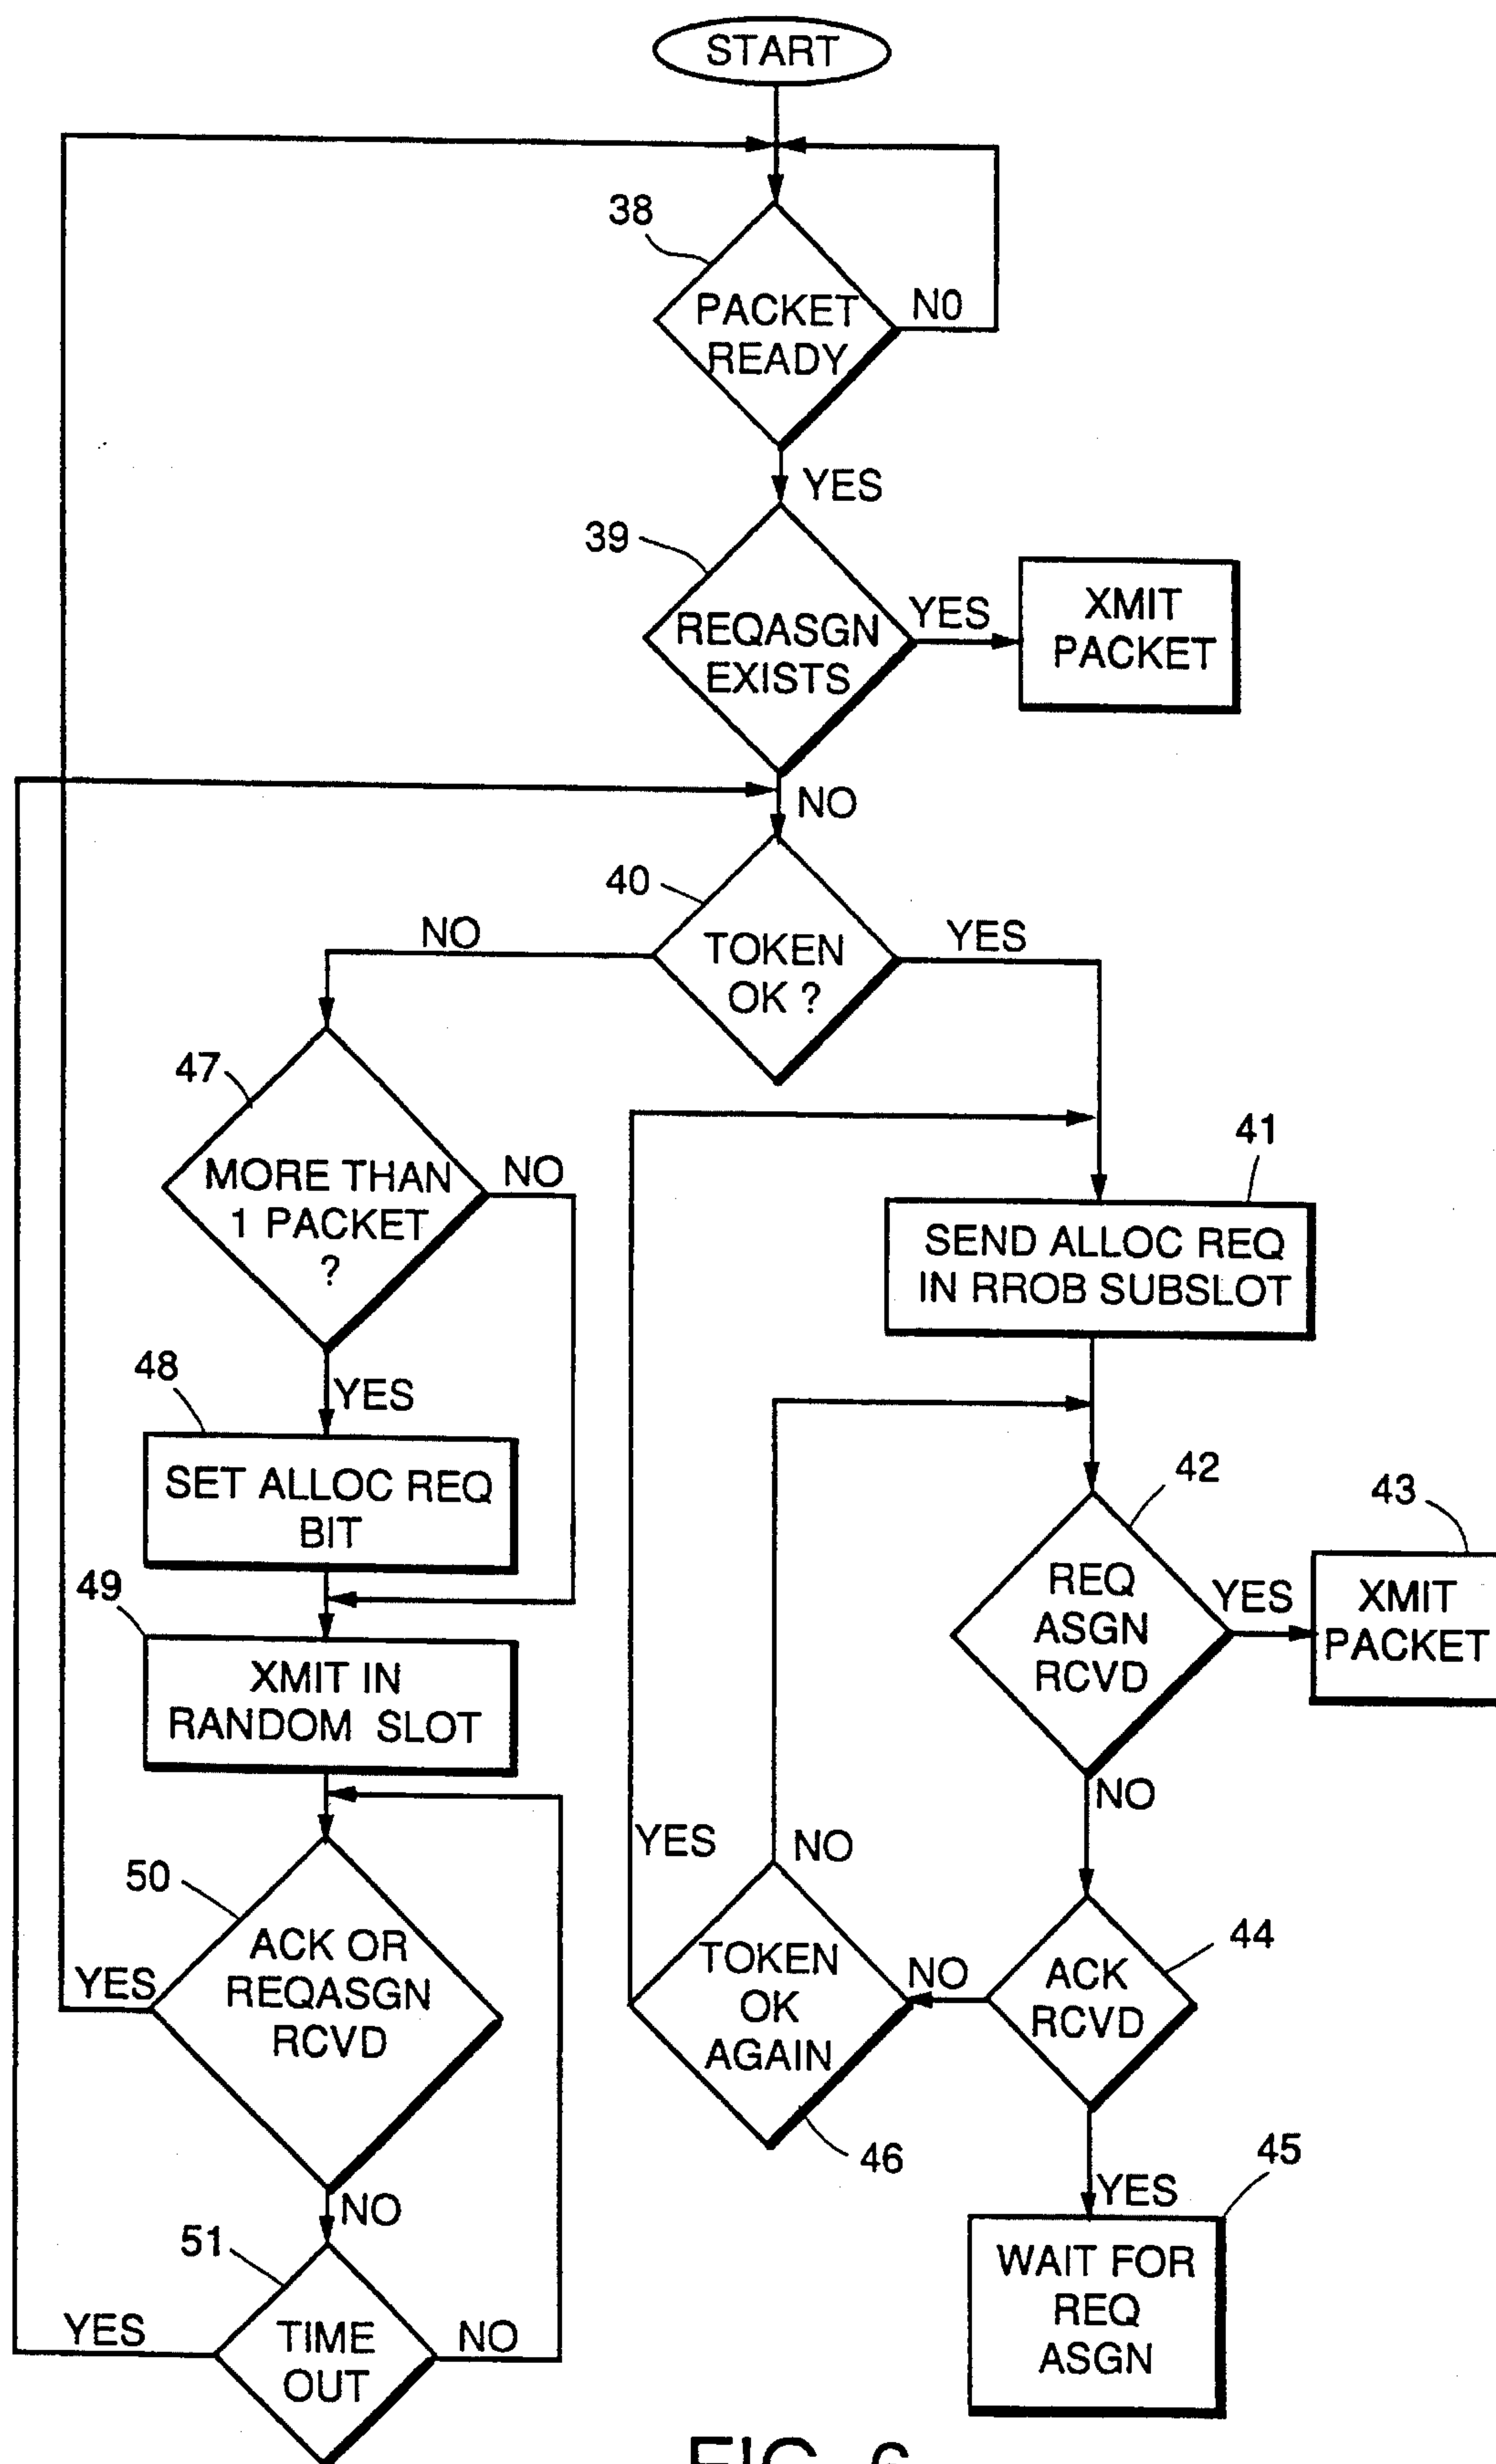 START
38
PACKET
READY
NO
YES
39
REQASGN
EXISTS
YES
XMIT
PACKET
NO
40
TOKEN
OK ?
NO
YES
47
MORE THAN
1 PACKET
?
NO
YES
41
SEND ALLOC REQ
IN RROB SUBSLOT
48
SET ALLOC REQ
BIT
42
REQ
ASGN
RCVD
YES
43
XMIT
PACKET
NO
49
XMIT IN
RANDOM SLOT
50
ACK OR
REQASGN
RCVD
YES
NO
YES
NO
TOKEN
OK
AGAIN
46
NO
44
ACK
RCVD
YES
45
WAIT FOR
REQ
ASGN
51
TIME
OUT
YES
NO
FIG. 6